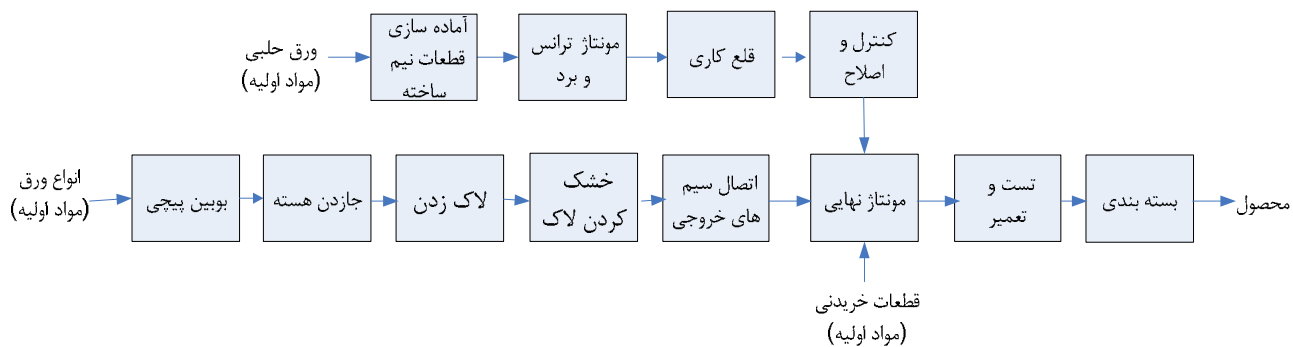 ورق حلبی
(مواد اولیه)
آماده سازی
قطعات نیم
ساخته
مونتاژ ترانس
و برد
قلع کاری
کنترل و
اصلاح
انواع ورق
(مواد اولیه)
بوبین پیچی
جازدن هسته
لاک زدن
خشک
کردن لاک
اتصال سیم
های خروجی
مونتاژ نهایی
تست و
تعمیر
بسته بندی
محصول
قطعات خریدنی
(مواد اولیه)